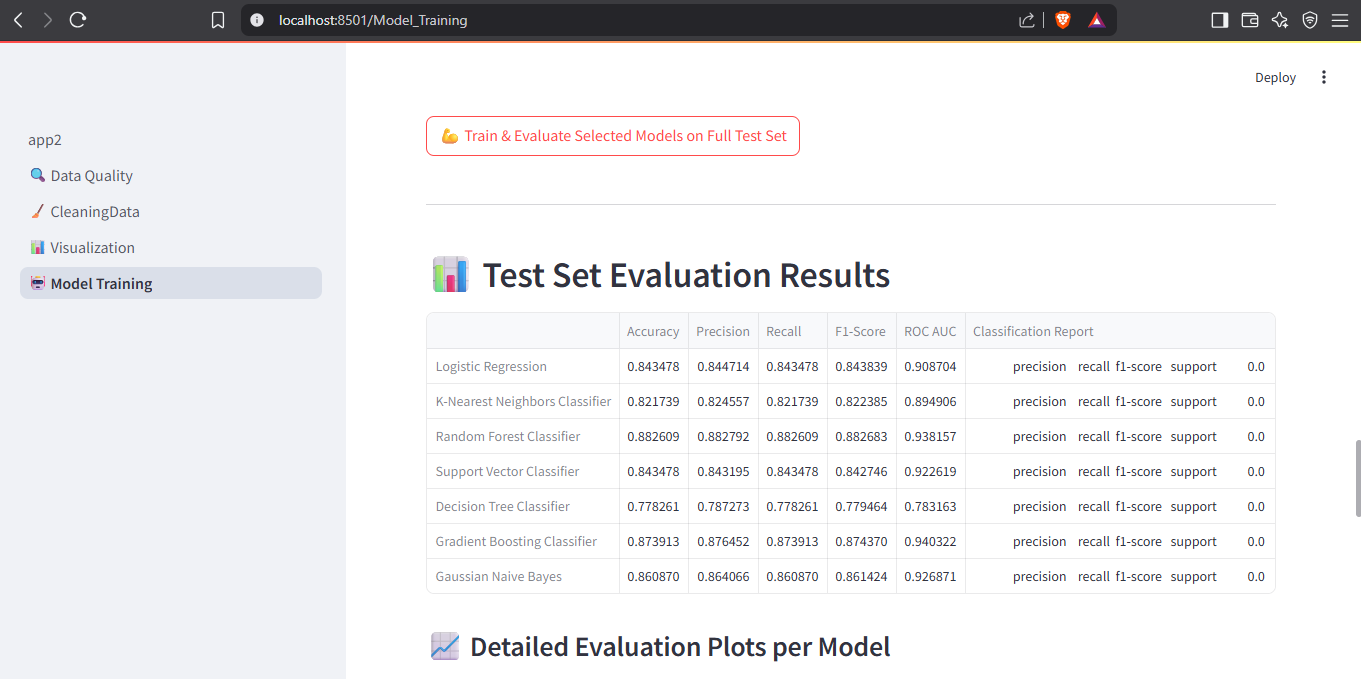 localhost:8501/Model_Training
Deploy
app2
Data Quality
CleaningData
Visualization
Model Training
Train & Evaluate Selected Models on Full Test Set
Test Set Evaluation Results
Accuracy Precision Recall F1-Score ROC AUC Classification Report
Logistic Regression 0.843478 0.844714 0.843478 0.843839 0.908704 precision recall f1-score support 0.0
K-Nearest Neighbors Classifier 0.821739 0.824557 0.821739 0.822385 0.894906 precision recall f1-score support 0.0
Random Forest Classifier 0.882609 0.882792 0.882609 0.882683 0.938157 precision recall f1-score support 0.0
Support Vector Classifier 0.843478 0.843195 0.843478 0.842746 0.922619 precision recall f1-score support 0.0
Decision Tree Classifier 0.778261 0.787273 0.778261 0.779464 0.783163 precision recall f1-score support 0.0
Gradient Boosting Classifier 0.873913 0.876452 0.873913 0.874370 0.940322 precision recall f1-score support 0.0
Gaussian Naive Bayes 0.860870 0.864066 0.860870 0.861424 0.926871 precision recall f1-score support 0.0
Detailed Evaluation Plots per Model